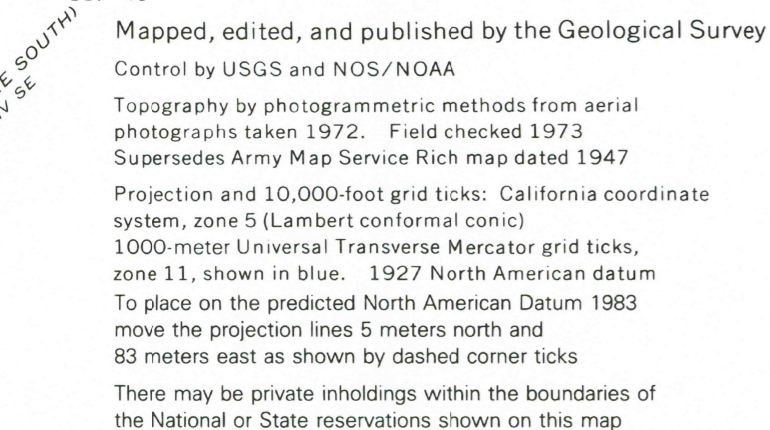 E SOUTH)
SE
Mapped, edited, and published by the Geological Survey
Control by USGS and NOS/NOAA
Topography by photogrammetric methods from aerial
photographs taken 1972. Field checked 1973
Supersedes Army Map Service Rich map dated 1947
Projection and 10,000-foot grid ticks: California coordinate
system, zone 5 (Lambert conformal conic)
1000-meter Universal Transverse Mercator grid ticks,
zone 11, shown in blue. 1927 North American datum
To place on the predicted North American Datum 1983
move the projection lines 5 meters north and
83 meters east as shown by dashed corner ticks
There may be private inholdings within the boundaries of
the National or State reservations shown on this map